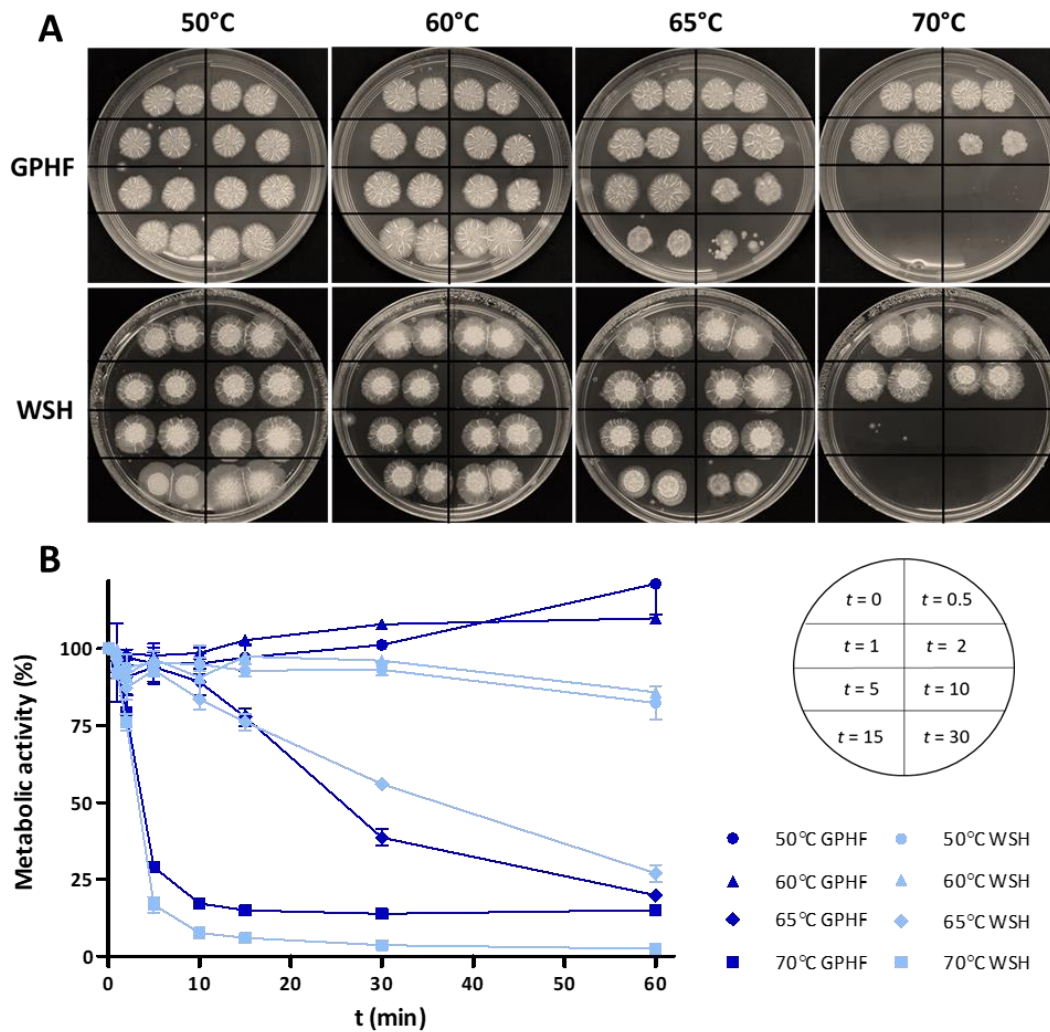 A
50°C
60°C
65°C
70°C
GPHF
WSH
B
Metabolic activity (%)
100
75
50
25
0
0
10
20
30
40
50
60
t (min)
t = 0
t = 0.5
t = 1
t = 2
t = 5
t = 10
t = 15
t = 30
50°C GPHF
50°C WSH
60°C GPHF
60°C WSH
65°C GPHF
65°C WSH
70°C GPHF
70°C WSH